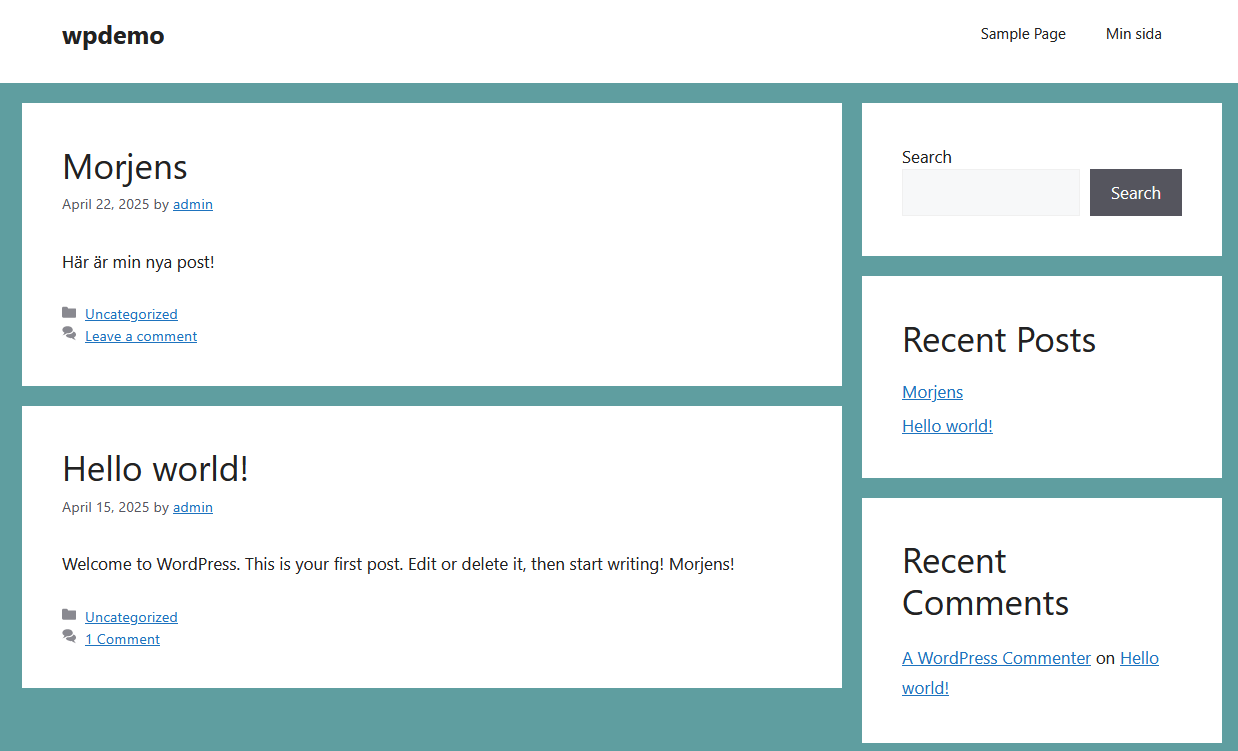 wpdemo
Sample Page
Min sida
Morjens
April 22, 2025 by admin
Här är min nya post!
Uncategorized
Leave a comment
Hello world!
April 15, 2025 by admin
Welcome to WordPress. This is your first post. Edit or delete it, then start writing! Morjens!
Uncategorized
1 Comment
Search
Search
Recent Posts
Morjens
Hello world!
Recent
Comments
A WordPress Commenter on Hello
world!